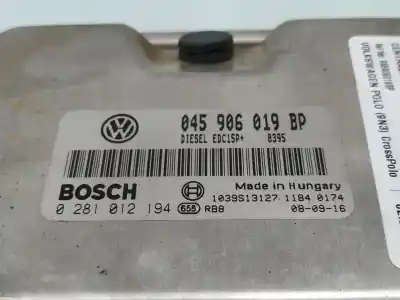 045 906 019 BP
DIESEL EDC15P+ 0395
BOSCH
Made in Hungary
1039S13127 1184 0174
0 281 012 194 658 RB8 08-09-16
VOLKSWAGEN POLO (9N3) CrossPolo